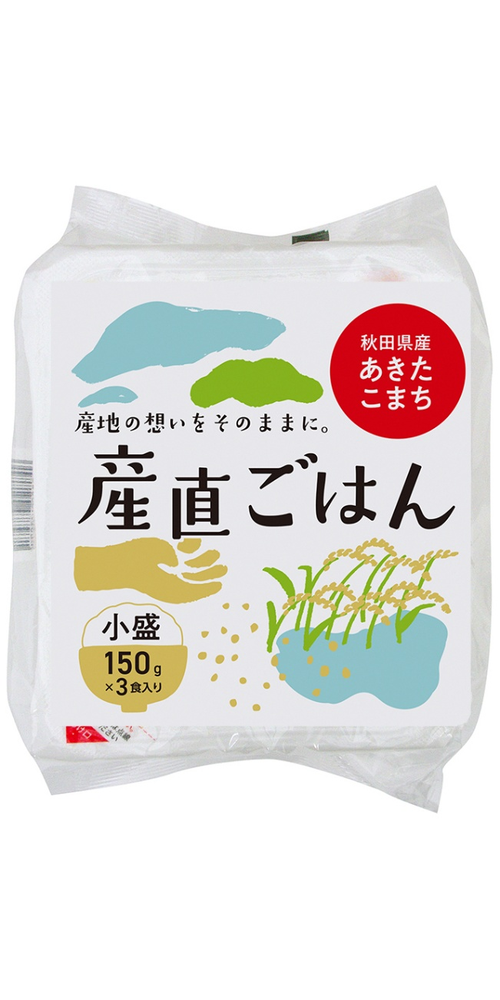 秋田県産
あきた
こまち
産地の想いをそのままに。
産直ごはん
小盛
150g
×3食入り